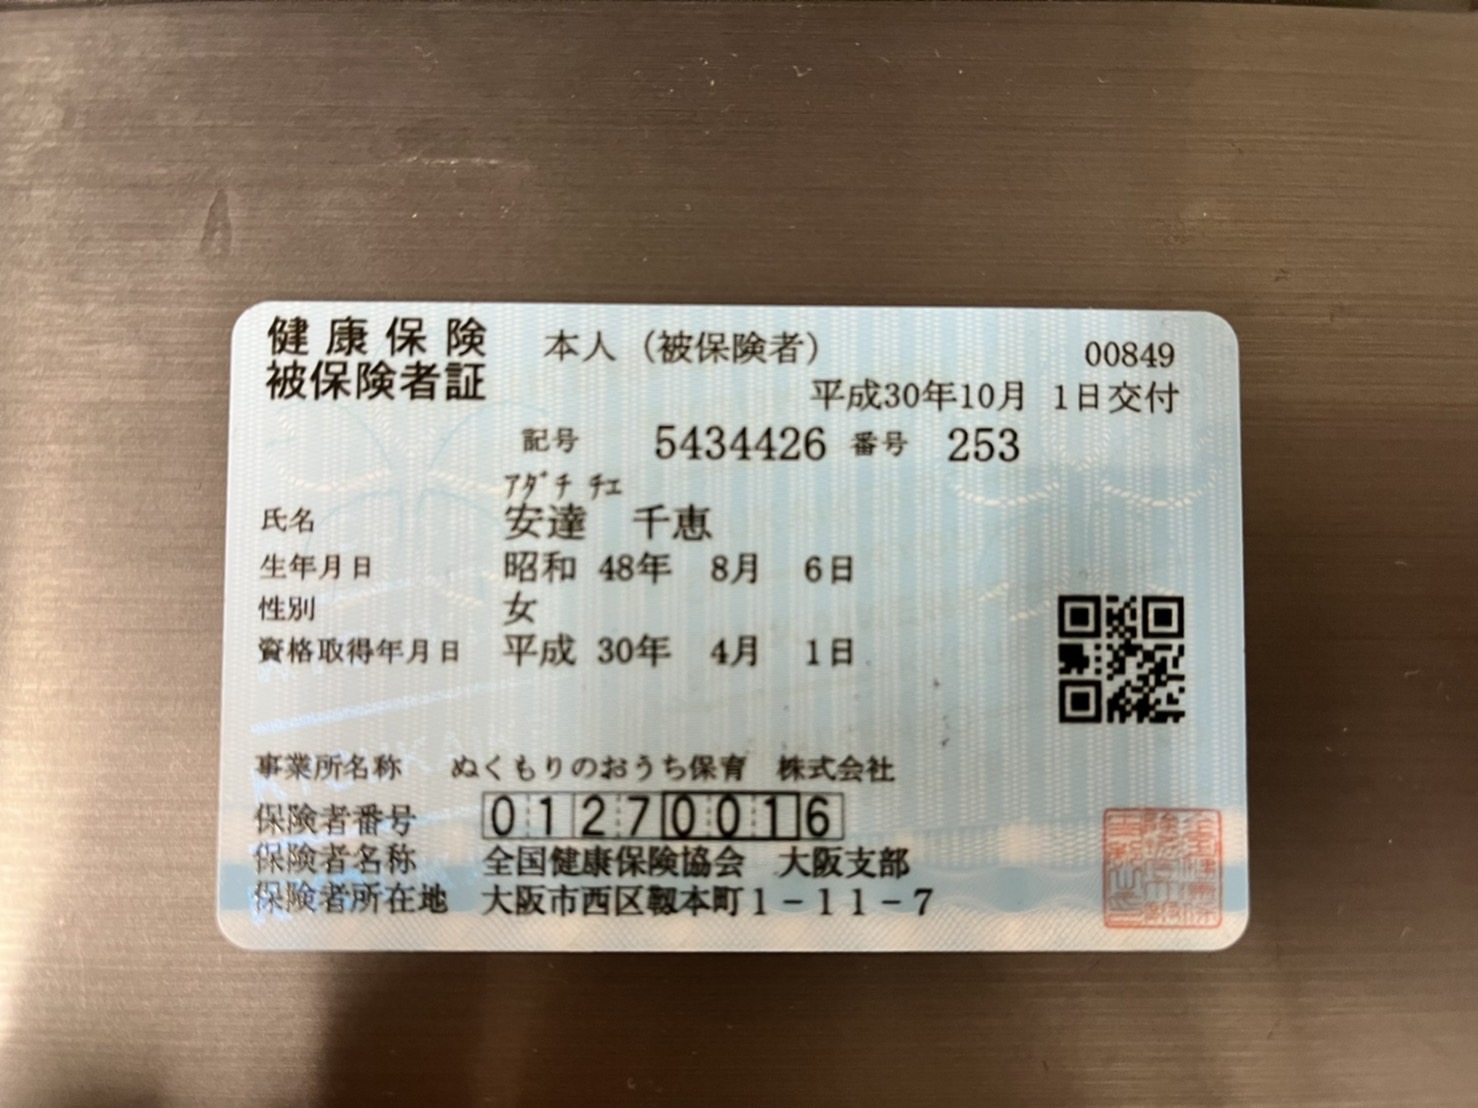 健康保険 本人（被保険者） 00849
被保険者証 平成30年10月 1日交付
記号 5434426 番号 253
ｱﾀﾞﾁ ﾁｴ
氏名 安達 千恵
生年月日 昭和 48年 8月 6日
性別 女
資格取得年月日 平成 30年 4月 1日
事業所名称 ぬくもりのおうち保育 株式会社
保険者番号 01270016
保険者名称 全国健康保険協会 大阪支部
保険者所在地 大阪市西区靱本町1－11－7